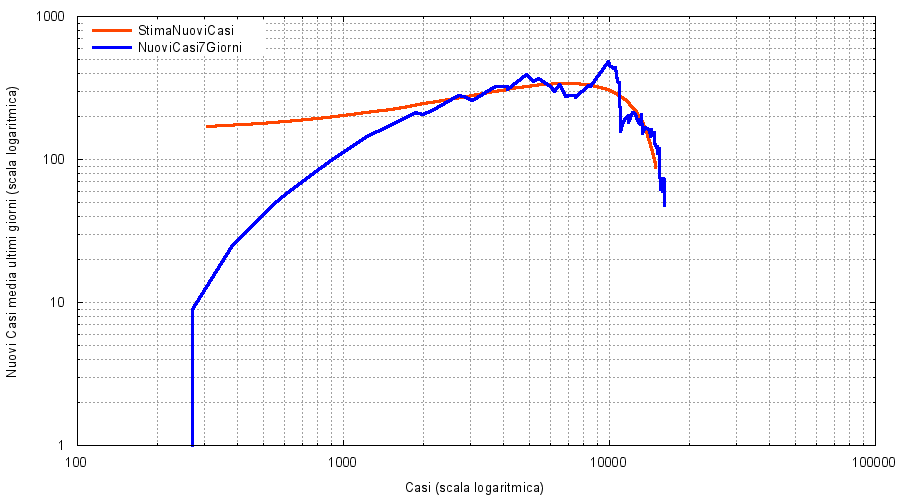 1000
StimaNuoviCasi
NuoviCasi7Giorni
100
10
1
100
1000
10000
100000
Nuovi Casi media ultimi giorni (scala logaritmica)
Casi (scala logaritmica)